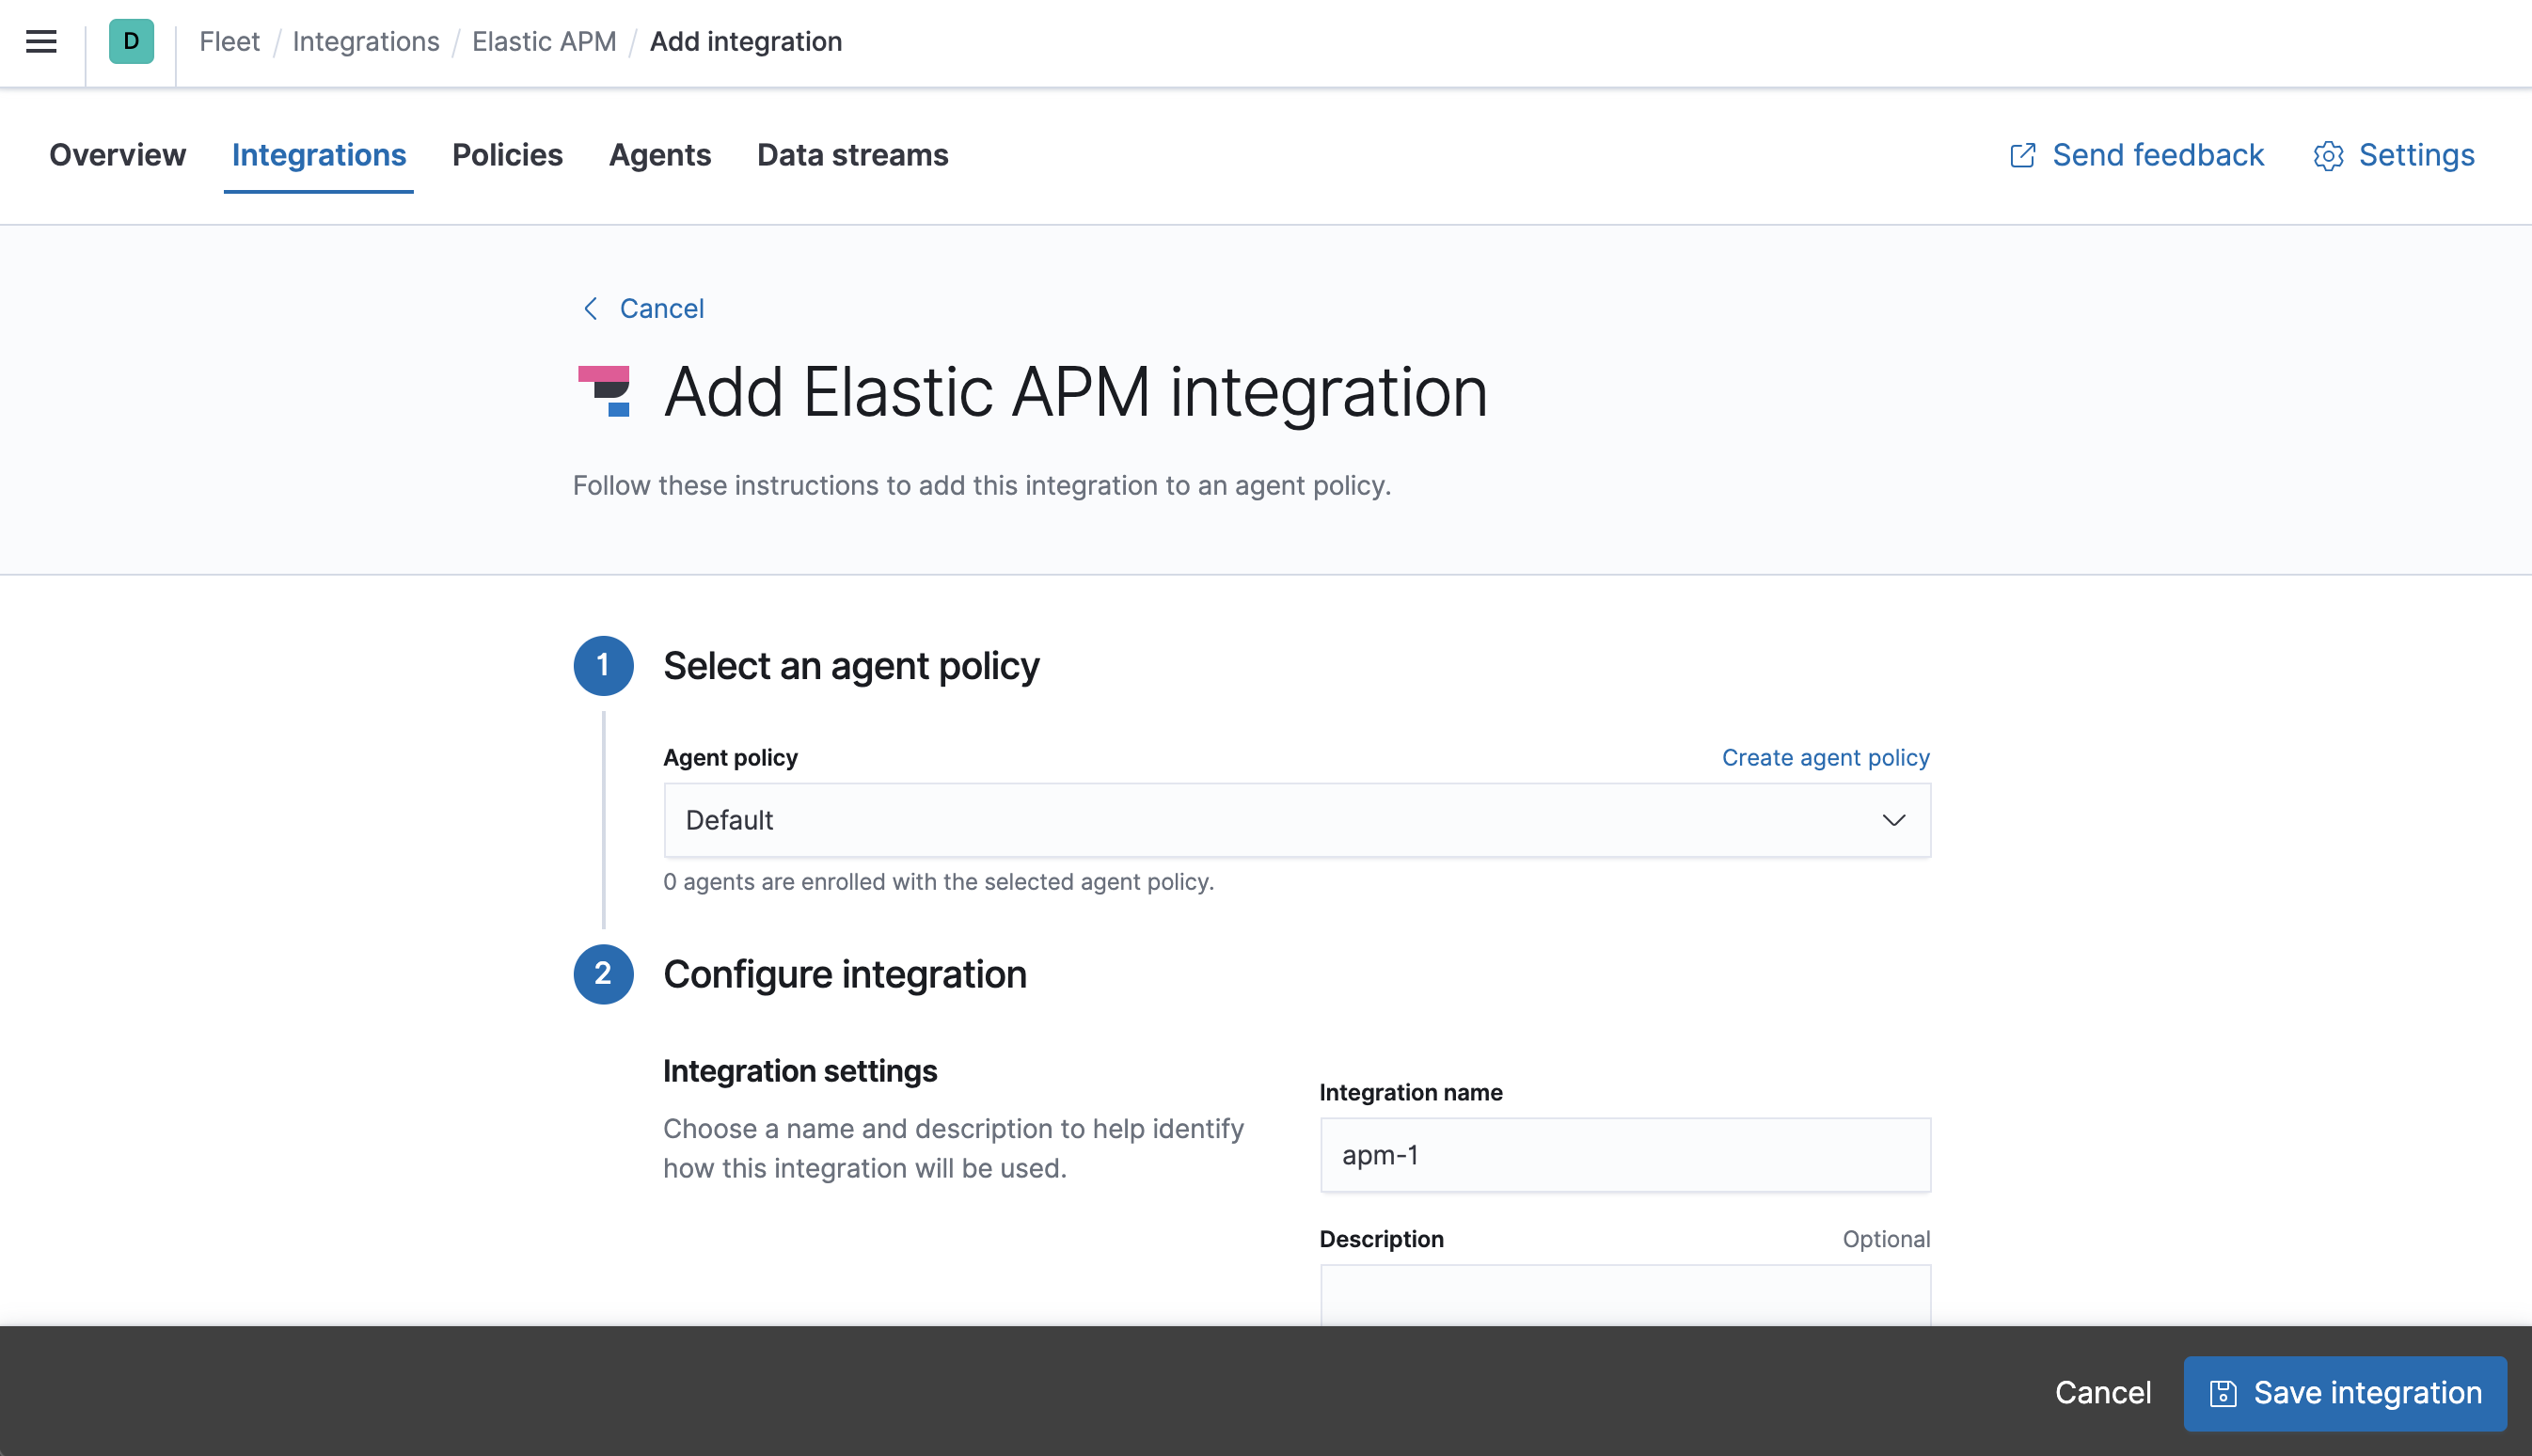 D Fleet / Integrations / Elastic APM / Add integration
Overview Integrations Policies Agents Data streams Send feedback Settings
Cancel
Add Elastic APM integration
Follow these instructions to add this integration to an agent policy.
1 Select an agent policy
Agent policy Create agent policy
Default
0 agents are enrolled with the selected agent policy.
2 Configure integration
Integration settings
Choose a name and description to help identify
how this integration will be used.
Integration name
apm-1
Description Optional
Cancel Save integration